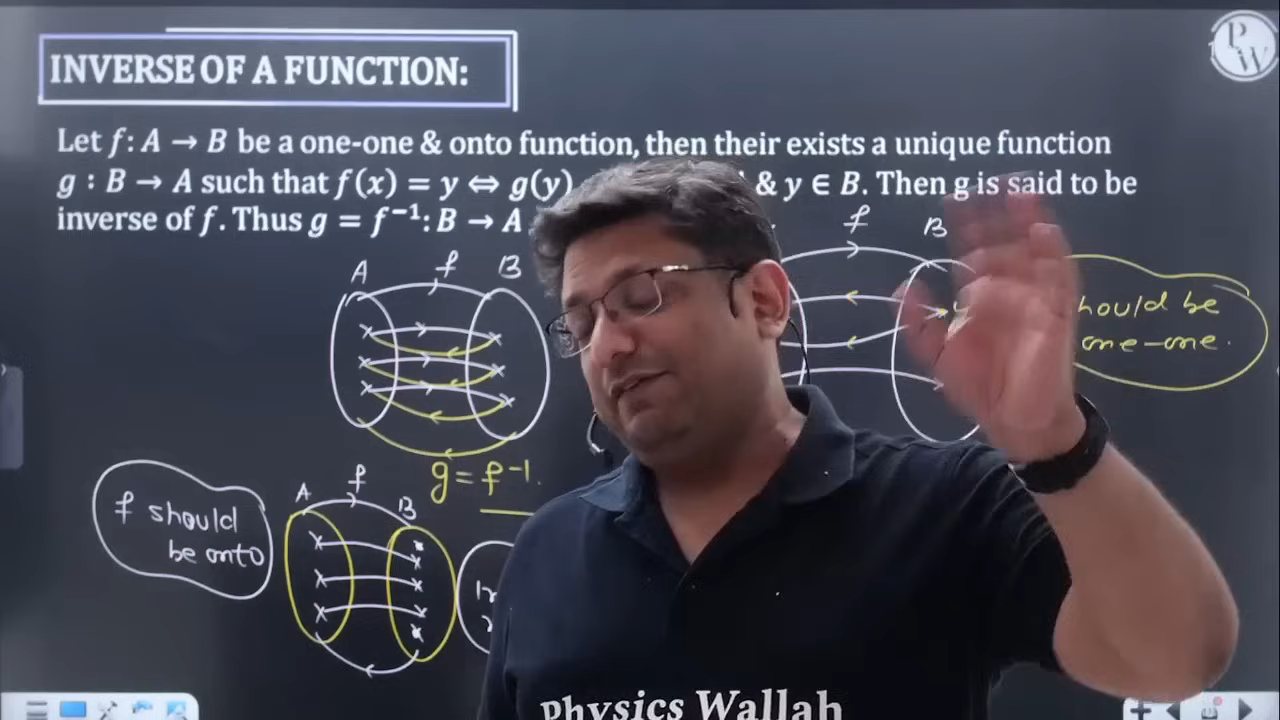 INVERSE OF A FUNCTION:
PW
Let f: A → B be a one-one & onto function, then their exists a unique function
g : B → A such that f(x) = y ⇔ g(y) & y ∈ B. Then g is said to be
inverse of f. Thus g = f⁻¹: B → A
A f B
f B
should be
one-one.
g = f⁻¹.
f should
be onto
A f B
Physics Wallah